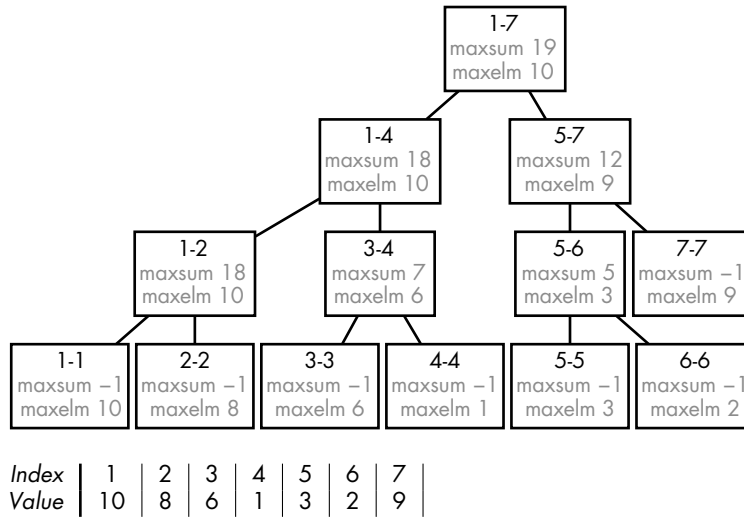 1-7
maxsum 19
maxelm 10
1-4
maxsum 18
maxelm 10
5-7
maxsum 12
maxelm 9
1-2
maxsum 18
maxelm 10
3-4
maxsum 7
maxelm 6
5-6
maxsum 5
maxelm 3
7-7
maxsum –1
maxelm 9
1-1
maxsum –1
maxelm 10
2-2
maxsum –1
maxelm 8
3-3
maxsum –1
maxelm 6
4-4
maxsum –1
maxelm 1
5-5
maxsum –1
maxelm 3
6-6
maxsum –1
maxelm 2
Index 1 2 3 4 5 6 7
Value 10 8 6 1 3 2 9